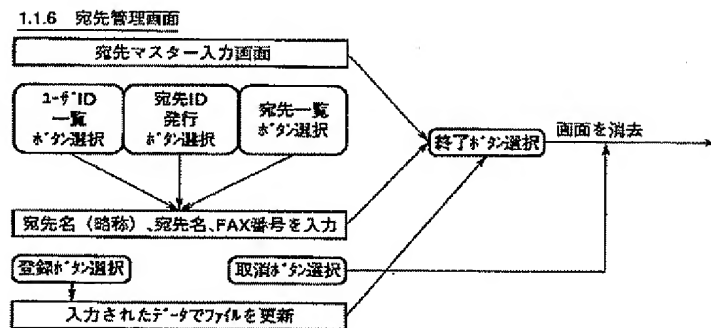 1.1.6 宛先管理画面
宛先マスター入力画面
ﾕｰｻﾞID
一覧
ﾎﾞﾀﾝ選択
宛先ID
発行
ﾎﾞﾀﾝ選択
宛先一覧
ﾎﾞﾀﾝ選択
終了ﾎﾞﾀﾝ選択
画面を消去
宛先名（略称）、宛先名、FAX番号を入力
登録ﾎﾞﾀﾝ選択
取消ﾎﾞﾀﾝ選択
入力されたﾃﾞｰﾀでﾌｧｲﾙを更新